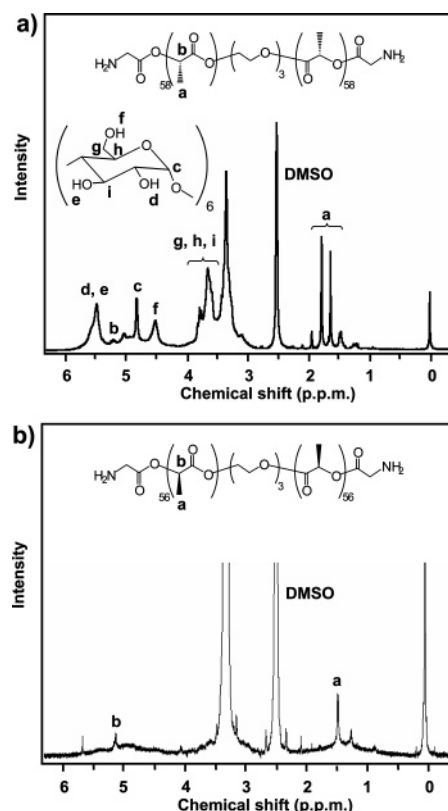 a)
H₂N O O b O O O O O NH₂
O 58 a 3 O 58 O
f
OH
g O
h c
HO OH O 6
e i d
DMSO
a
g, h, i
d, e
c
b f
Intensity
6 5 4 3 2 1 0
Chemical shift (p.p.m.)
b)
H₂N O O b O O O O O NH₂
O 56 a 3 O 56 O
DMSO
a
b
Intensity
6 5 4 3 2 1 0
Chemical shift (p.p.m.)